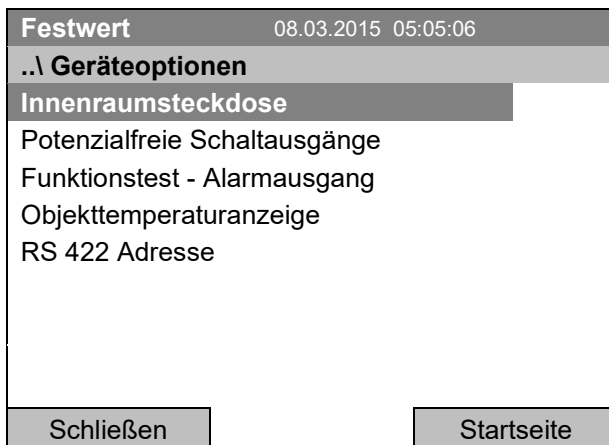 Festwert 08.03.2015 05:05:06
..\ Geräteoptionen
Innenraumsteckdose
Potenzialfreie Schaltausgänge
Funktionstest - Alarmausgang
Objekttemperaturanzeige
RS 422 Adresse
Schließen Startseite